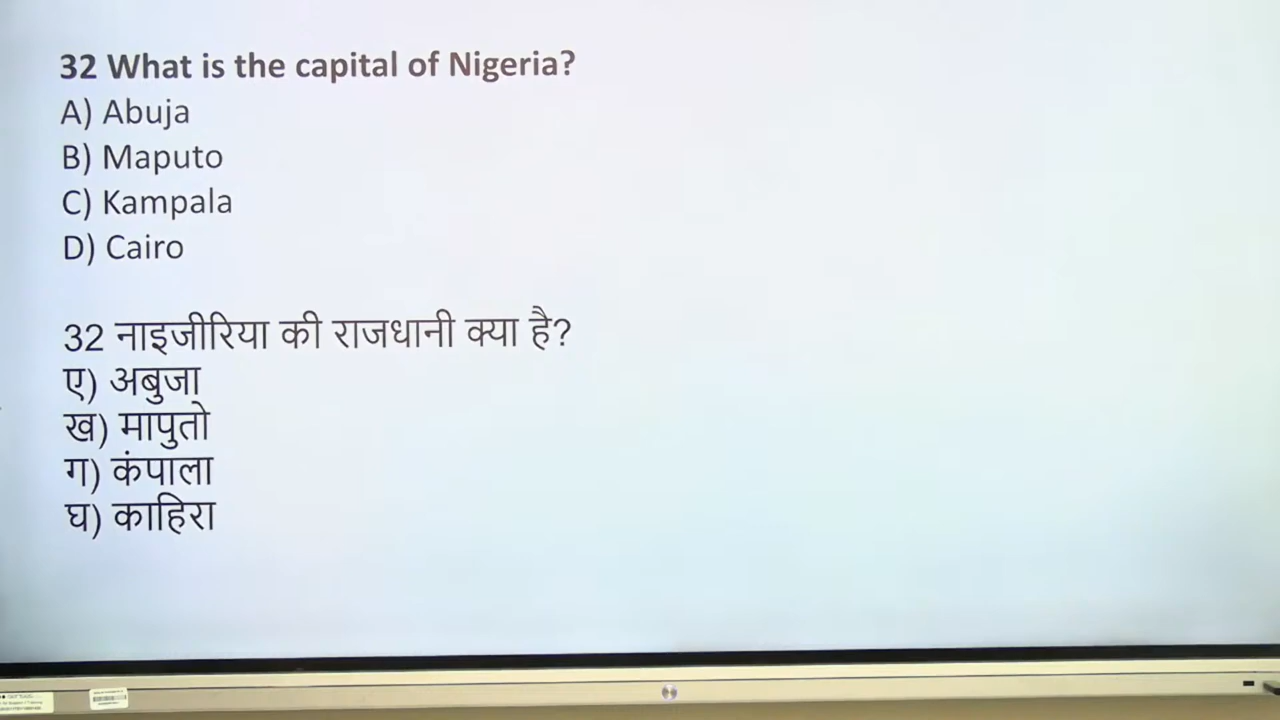 32 What is the capital of Nigeria?
A) Abuja
B) Maputo
C) Kampala
D) Cairo
32 नाइजीरिया की राजधानी क्या है?
ए) अबुजा
ख) मापुतो
ग) कंपाला
घ) काहिरा